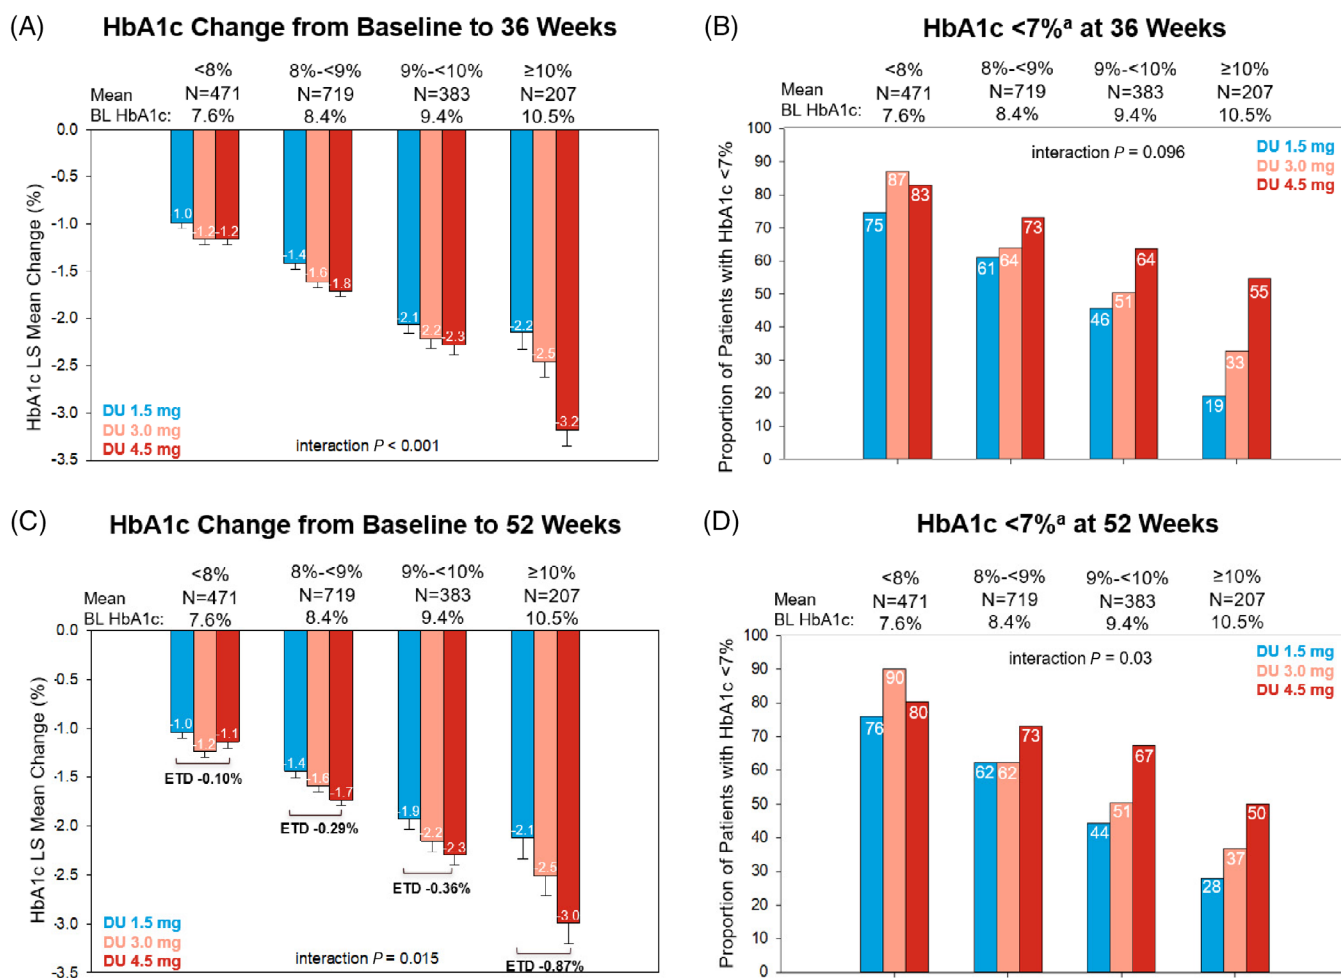 (A) HbA1c Change from Baseline to 36 Weeks
<8% 8%-<9% 9%-<10% ≥10%
Mean N=471 N=719 N=383 N=207
BL HbA1c: 7.6% 8.4% 9.4% 10.5%
HbA1c LS Mean Change (%)
0.0
-0.5
-1.0
-1.5
-2.0
-2.5
-3.0
-3.5
-1.0 -1.2 -1.2
-1.4 -1.6 -1.8
-2.1 -2.2 -2.3
-2.2 -2.5 -3.2
DU 1.5 mg
DU 3.0 mg
DU 4.5 mg
interaction P < 0.001
(B) HbA1c <7%ª at 36 Weeks
<8% 8%-<9% 9%-<10% ≥10%
Mean N=471 N=719 N=383 N=207
BL HbA1c: 7.6% 8.4% 9.4% 10.5%
Proportion of Patients with HbA1c <7%
100
90
80
70
60
50
40
30
20
10
0
interaction P = 0.096
DU 1.5 mg
DU 3.0 mg
DU 4.5 mg
75 87 83
61 64 73
46 51 64
19 33 55
(C) HbA1c Change from Baseline to 52 Weeks
<8% 8%-<9% 9%-<10% ≥10%
Mean N=471 N=719 N=383 N=207
BL HbA1c: 7.6% 8.4% 9.4% 10.5%
HbA1c LS Mean Change (%)
0.0
-0.5
-1.0
-1.5
-2.0
-2.5
-3.0
-3.5
-1.0 -1.2 -1.1
ETD -0.10%
-1.4 -1.6 -1.7
ETD -0.29%
-1.9 -2.2 -2.3
ETD -0.36%
-2.1 -2.5 -3.0
ETD -0.87%
DU 1.5 mg
DU 3.0 mg
DU 4.5 mg
interaction P = 0.015
(D) HbA1c <7%ª at 52 Weeks
<8% 8%-<9% 9%-<10% ≥10%
Mean N=471 N=719 N=383 N=207
BL HbA1c: 7.6% 8.4% 9.4% 10.5%
Proportion of Patients with HbA1c <7%
100
90
80
70
60
50
40
30
20
10
0
interaction P = 0.03
DU 1.5 mg
DU 3.0 mg
DU 4.5 mg
76 90 80
62 62 73
44 51 67
28 37 50